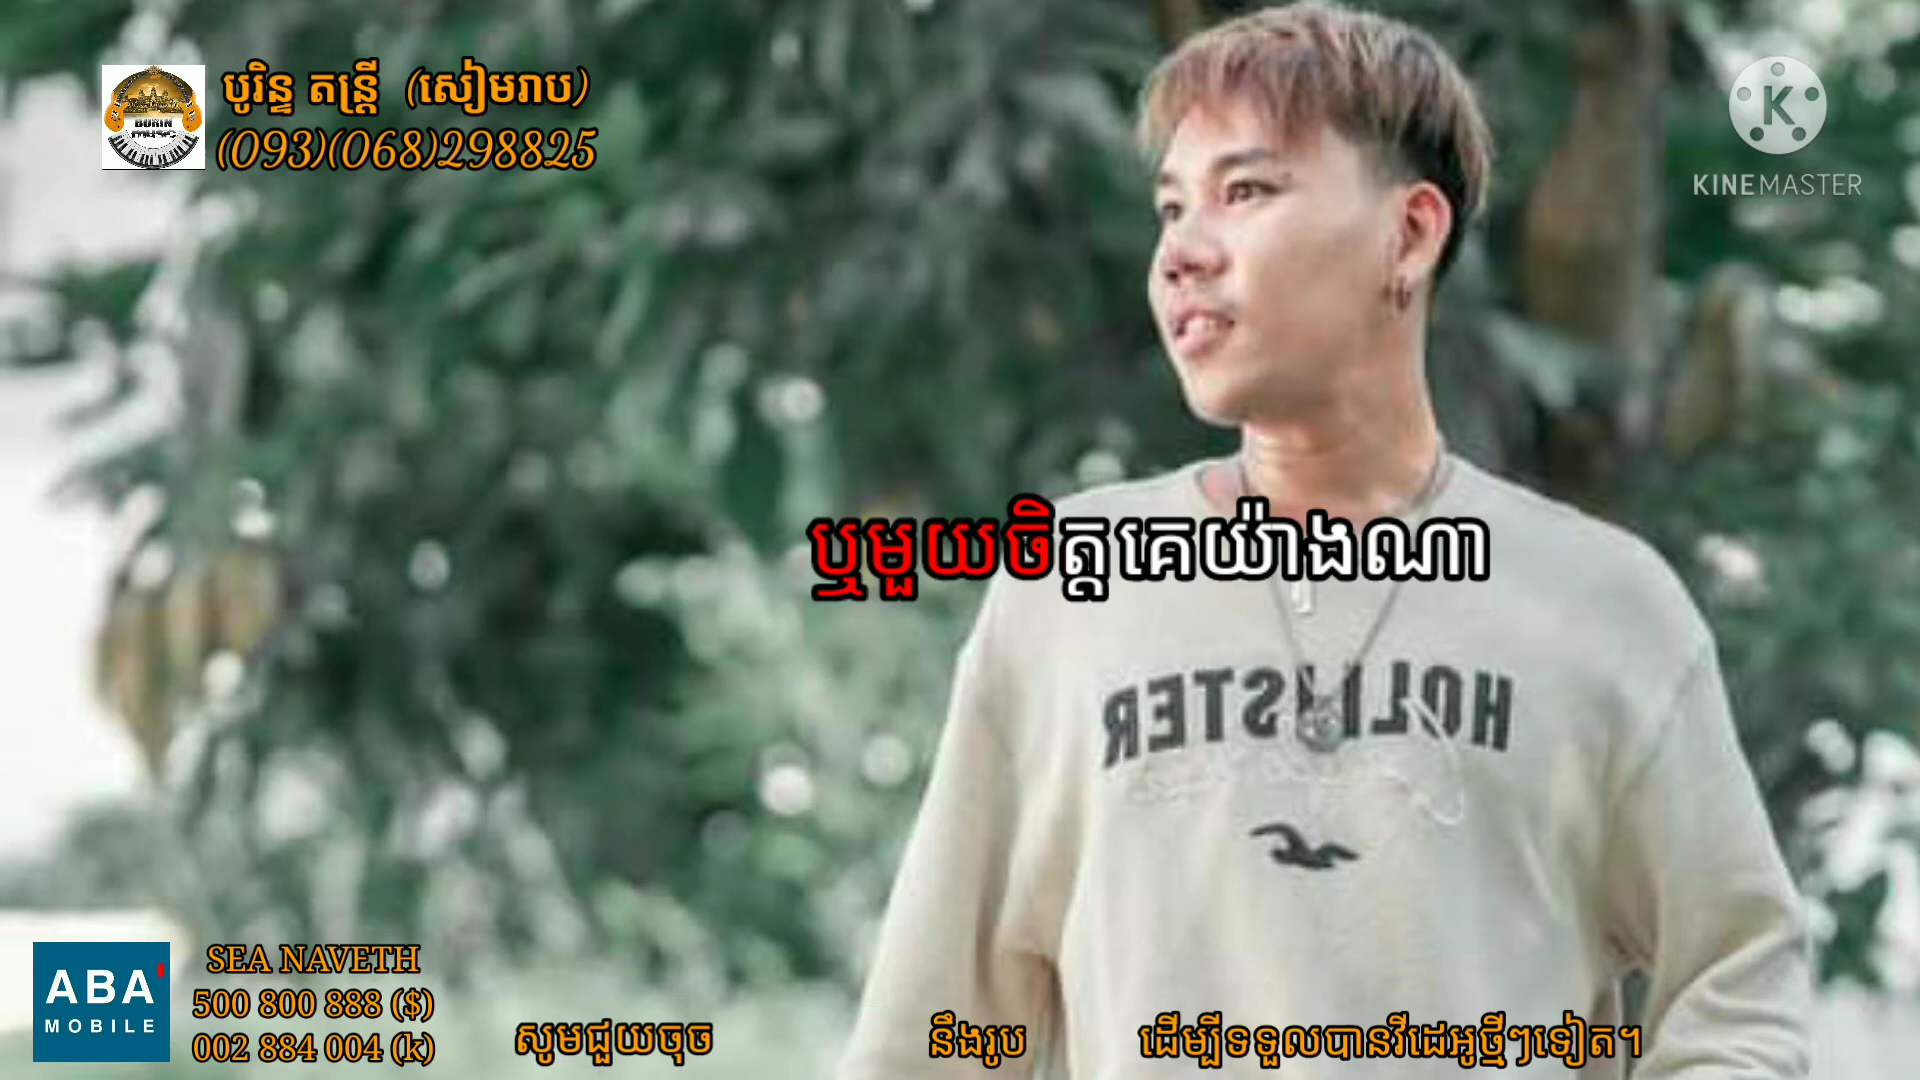 បូរិន្ទ តន្ត្រី (សៀមរាប)
(093)(068)298825
BORIN
MUSIC
K
KINEMASTER
ឬមួយចិត្តគេយ៉ាងណា
HOLLISTER
ABA'
MOBILE
SEA NAVETH
500 800 888 ($)
002 884 004 (k)
សូមជួយចុច នឹងរូប ដើម្បីទទួលបានវីដេអូថ្មីៗទៀត។